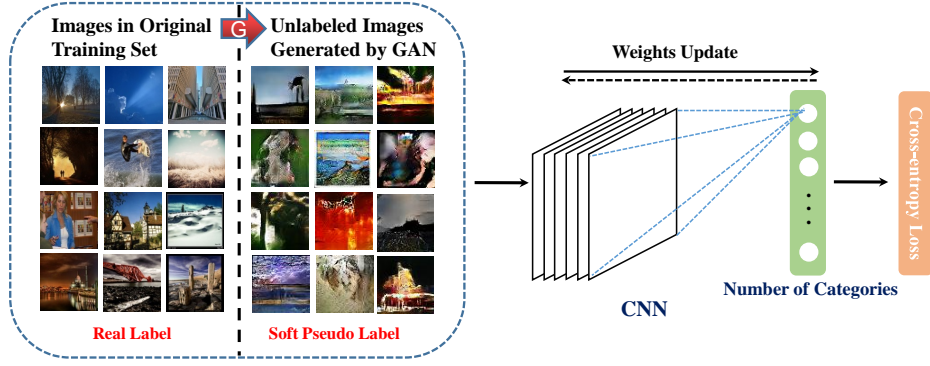 Images in Original
Training Set
G
Unlabeled Images
Generated by GAN
Real Label
Soft Pseudo Label
Weights Update
CNN
Number of Categories
Cross-entropy
Loss